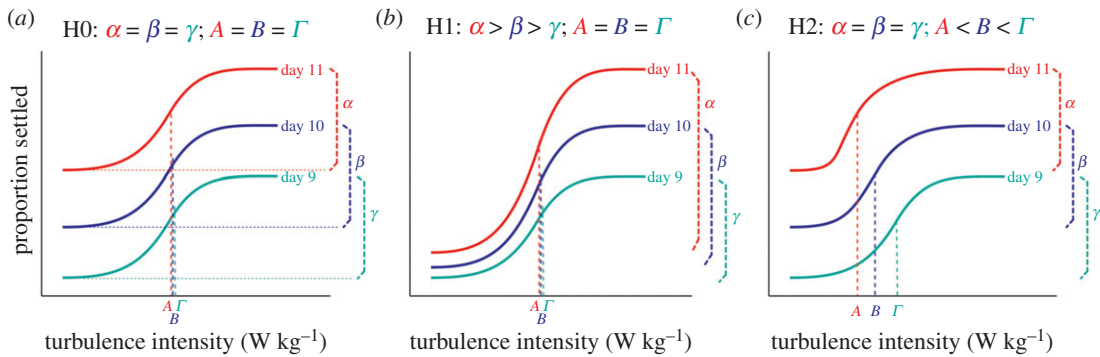 (a) H0: α = β = γ; A = B = Γ
proportion settled
day 11
α
day 10
β
day 9
γ
A Γ
B
turbulence intensity (W kg–1)
(b) H1: α > β > γ; A = B = Γ
day 11
α
day 10
β
day 9
γ
A Γ
B
turbulence intensity (W kg–1)
(c) H2: α = β = γ; A < B < Γ
day 11
α
day 10
β
day 9
γ
A B Γ
turbulence intensity (W kg–1)